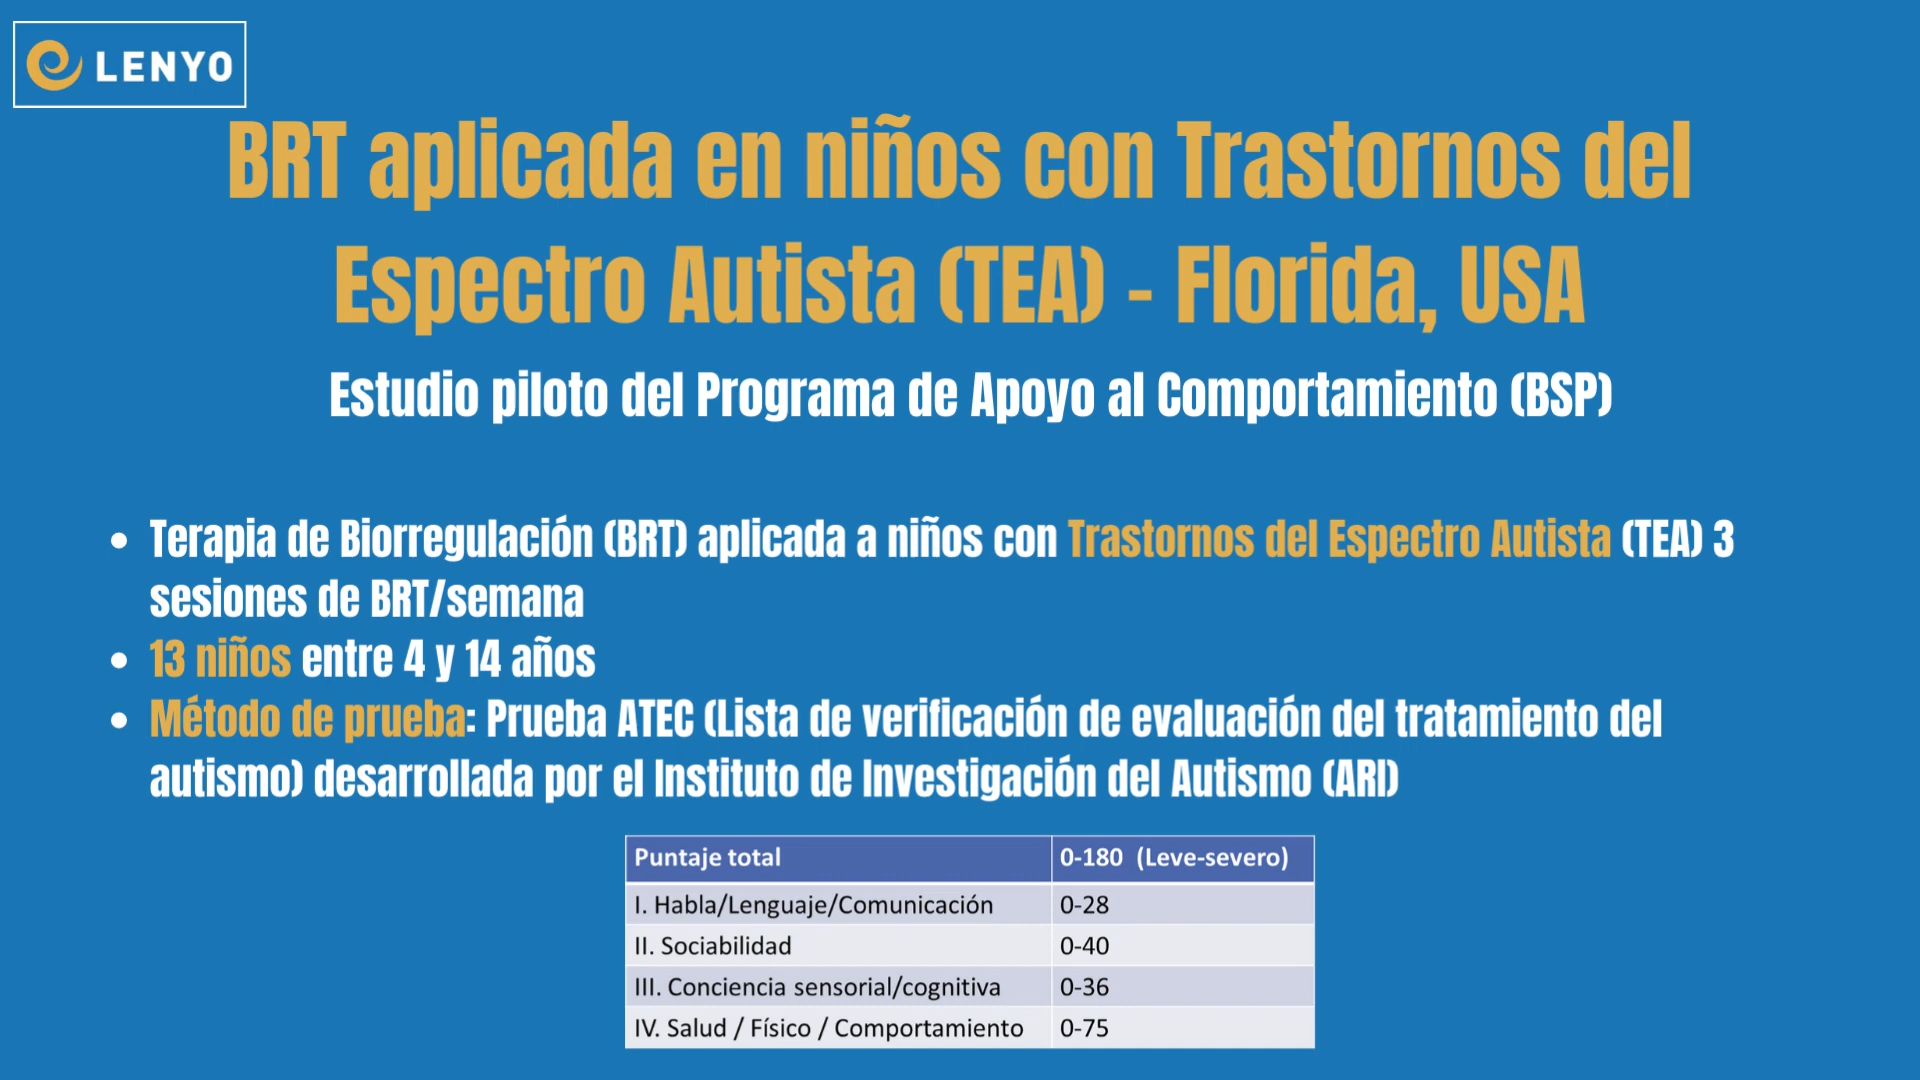 LENYO
BRT aplicada en niños con Trastornos del
Espectro Autista (TEA) - Florida, USA
Estudio piloto del Programa de Apoyo al Comportamiento (BSP)
• Terapia de Biorregulación (BRT) aplicada a niños con Trastornos del Espectro Autista (TEA) 3
sesiones de BRT/semana
• 13 niños entre 4 y 14 años
• Método de prueba: Prueba ATEC (Lista de verificación de evaluación del tratamiento del
autismo) desarrollada por el Instituto de Investigación del Autismo (ARI)
Puntaje total 0-180 (Leve-severo)
I. Habla/Lenguaje/Comunicación 0-28
II. Sociabilidad 0-40
III. Conciencia sensorial/cognitiva 0-36
IV. Salud / Físico / Comportamiento 0-75